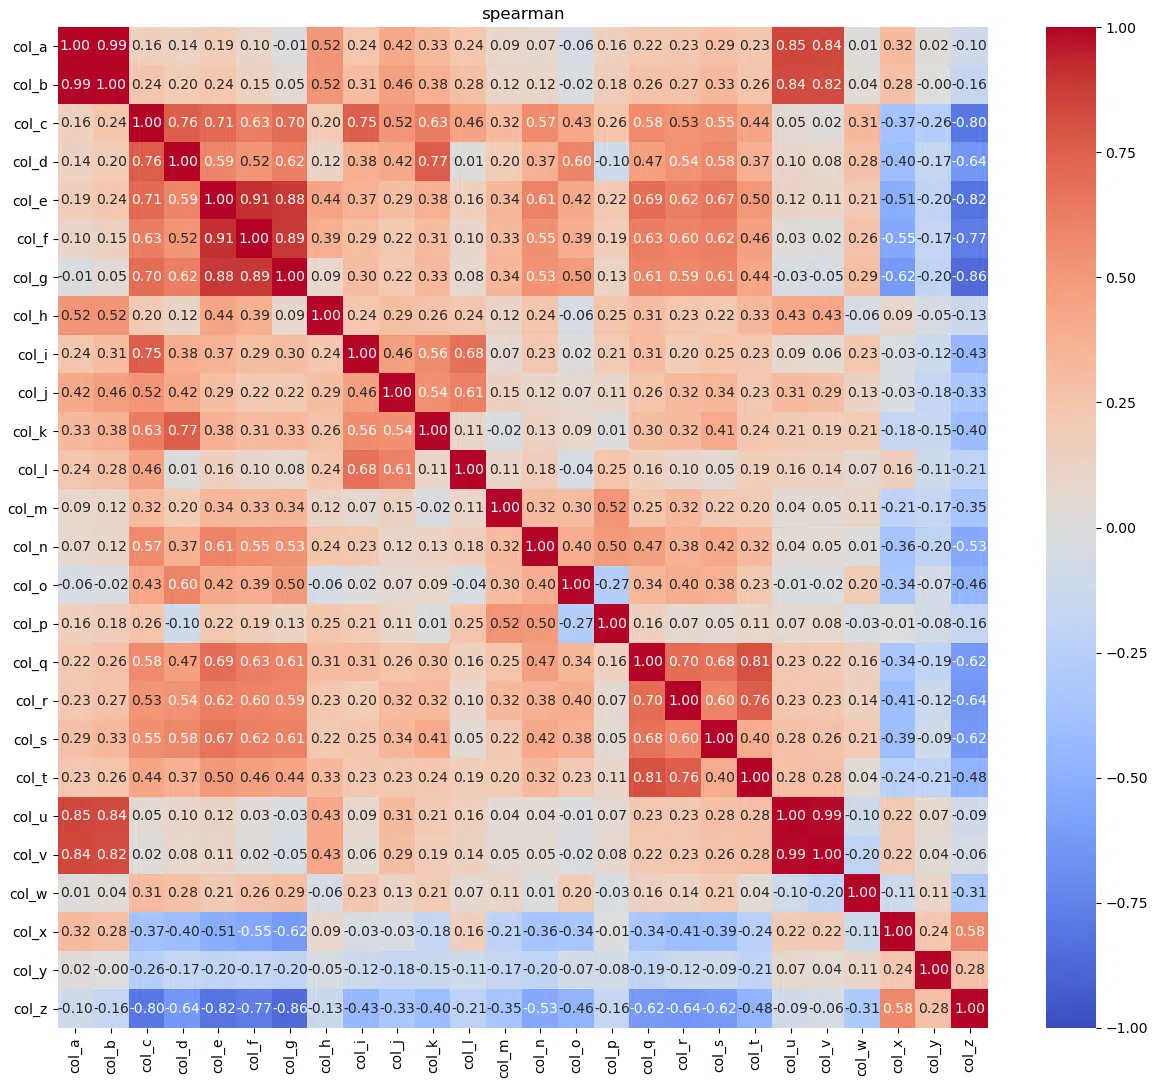 spearman
col_a 1.00 0.99 0.16 0.14 0.19 0.10 -0.01 0.52 0.24 0.42 0.33 0.24 0.09 0.07 -0.06 0.16 0.22 0.23 0.29 0.23 0.85 0.84 0.01 0.32 0.02 -0.10 1.00
col_b 0.99 1.00 0.24 0.20 0.24 0.15 0.05 0.52 0.31 0.46 0.38 0.28 0.12 0.12 -0.02 0.18 0.26 0.27 0.33 0.26 0.84 0.82 0.04 0.28 -0.00 -0.16
col_c 0.16 0.24 1.00 0.76 0.71 0.63 0.70 0.20 0.75 0.52 0.63 0.46 0.32 0.57 0.43 0.26 0.58 0.53 0.55 0.44 0.05 0.02 0.31 -0.37 -0.26 -0.80
col_d 0.14 0.20 0.76 1.00 0.59 0.52 0.62 0.12 0.38 0.42 0.77 0.01 0.20 0.37 0.60 -0.10 0.47 0.54 0.58 0.37 0.10 0.08 0.28 -0.40 -0.17 -0.64 0.75
col_e 0.19 0.24 0.71 0.59 1.00 0.91 0.88 0.44 0.37 0.29 0.38 0.16 0.34 0.61 0.42 0.22 0.69 0.62 0.67 0.50 0.12 0.11 0.21 -0.51 -0.20 -0.82
col_f 0.10 0.15 0.63 0.52 0.91 1.00 0.89 0.39 0.29 0.22 0.31 0.10 0.33 0.55 0.39 0.19 0.63 0.60 0.62 0.46 0.03 0.02 0.26 -0.55 -0.17 -0.77
col_g -0.01 0.05 0.70 0.62 0.88 0.89 1.00 0.09 0.30 0.22 0.33 0.08 0.34 0.53 0.50 0.13 0.61 0.59 0.61 0.44 -0.03 -0.05 0.29 -0.62 -0.20 -0.86 0.50
col_h 0.52 0.52 0.20 0.12 0.44 0.39 0.09 1.00 0.24 0.29 0.26 0.24 0.12 0.24 -0.06 0.25 0.31 0.23 0.22 0.33 0.43 0.43 -0.06 0.09 -0.05 -0.13
col_i 0.24 0.31 0.75 0.38 0.37 0.29 0.30 0.24 1.00 0.46 0.56 0.68 0.07 0.23 0.02 0.21 0.31 0.20 0.25 0.23 0.09 0.06 0.23 -0.03 -0.12 -0.43
col_j 0.42 0.46 0.52 0.42 0.29 0.22 0.22 0.29 0.46 1.00 0.54 0.61 0.15 0.12 0.07 0.11 0.26 0.32 0.34 0.23 0.31 0.29 0.13 -0.03 -0.18 -0.33 0.25
col_k 0.33 0.38 0.63 0.77 0.38 0.31 0.33 0.26 0.56 0.54 1.00 0.11 -0.02 0.13 0.09 0.01 0.30 0.32 0.41 0.24 0.21 0.19 0.21 -0.18 -0.15 -0.40
col_l 0.24 0.28 0.46 0.01 0.16 0.10 0.08 0.24 0.68 0.61 0.11 1.00 0.11 0.18 -0.04 0.25 0.16 0.10 0.05 0.19 0.16 0.14 0.07 0.16 -0.11 -0.21
col_m 0.09 0.12 0.32 0.20 0.34 0.33 0.34 0.12 0.07 0.15 -0.02 0.11 1.00 0.32 0.30 0.52 0.25 0.32 0.22 0.20 0.04 0.05 0.11 -0.21 -0.17 -0.35 0.00
col_n 0.07 0.12 0.57 0.37 0.61 0.55 0.53 0.24 0.23 0.12 0.13 0.18 0.32 1.00 0.40 0.50 0.47 0.38 0.42 0.32 0.04 0.05 0.01 -0.36 -0.20 -0.53
col_o -0.06 -0.02 0.43 0.60 0.42 0.39 0.50 -0.06 0.02 0.07 0.09 -0.04 0.30 0.40 1.00 -0.27 0.34 0.40 0.38 0.23 -0.01 -0.02 0.20 -0.34 -0.07 -0.46
col_p 0.16 0.18 0.26 -0.10 0.22 0.19 0.13 0.25 0.21 0.11 0.01 0.25 0.52 0.50 -0.27 1.00 0.16 0.07 0.05 0.11 0.07 0.08 -0.03 -0.01 -0.08 -0.16
col_q 0.22 0.26 0.58 0.47 0.69 0.63 0.61 0.31 0.31 0.26 0.30 0.16 0.25 0.47 0.34 0.16 1.00 0.70 0.68 0.81 0.23 0.22 0.16 -0.34 -0.19 -0.62 −0.25
col_r 0.23 0.27 0.53 0.54 0.62 0.60 0.59 0.23 0.20 0.32 0.32 0.10 0.32 0.38 0.40 0.07 0.70 1.00 0.60 0.76 0.23 0.23 0.14 -0.41 -0.12 -0.64
col_s 0.29 0.33 0.55 0.58 0.67 0.62 0.61 0.22 0.25 0.34 0.41 0.05 0.22 0.42 0.38 0.05 0.68 0.60 1.00 0.40 0.28 0.26 0.21 -0.39 -0.09 -0.62
col_t 0.23 0.26 0.44 0.37 0.50 0.46 0.44 0.33 0.23 0.23 0.24 0.19 0.20 0.32 0.23 0.11 0.81 0.76 0.40 1.00 0.28 0.28 0.04 -0.24 -0.21 -0.48 −0.50
col_u 0.85 0.84 0.05 0.10 0.12 0.03 -0.03 0.43 0.09 0.31 0.21 0.16 0.04 0.04 -0.01 0.07 0.23 0.23 0.28 0.28 1.00 0.99 -0.10 0.22 0.07 -0.09
col_v 0.84 0.82 0.02 0.08 0.11 0.02 -0.05 0.43 0.06 0.29 0.19 0.14 0.05 0.05 -0.02 0.08 0.22 0.23 0.26 0.28 0.99 1.00 -0.20 0.22 0.04 -0.06
col_w 0.01 0.04 0.31 0.28 0.21 0.26 0.29 -0.06 0.23 0.13 0.21 0.07 0.11 0.01 0.20 -0.03 0.16 0.14 0.21 0.04 -0.10 -0.20 1.00 -0.11 0.11 -0.31 −0.75
col_x 0.32 0.28 -0.37 -0.40 -0.51 -0.55 -0.62 0.09 -0.03 -0.03 -0.18 0.16 -0.21 -0.36 -0.34 -0.01 -0.34 -0.41 -0.39 -0.24 0.22 0.22 -0.11 1.00 0.24 0.58
col_y 0.02 -0.00 -0.26 -0.17 -0.20 -0.17 -0.20 -0.05 -0.12 -0.18 -0.15 -0.11 -0.17 -0.20 -0.07 -0.08 -0.19 -0.12 -0.09 -0.21 0.07 0.04 0.11 0.24 1.00 0.28
col_z -0.10 -0.16 -0.80 -0.64 -0.82 -0.77 -0.86 -0.13 -0.43 -0.33 -0.40 -0.21 -0.35 -0.53 -0.46 -0.16 -0.62 -0.64 -0.62 -0.48 -0.09 -0.06 -0.31 0.58 0.28 1.00 −1.00
col_a col_b col_c col_d col_e col_f col_g col_h col_i col_j col_k col_l col_m col_n col_o col_p col_q col_r col_s col_t col_u col_v col_w col_x col_y col_z